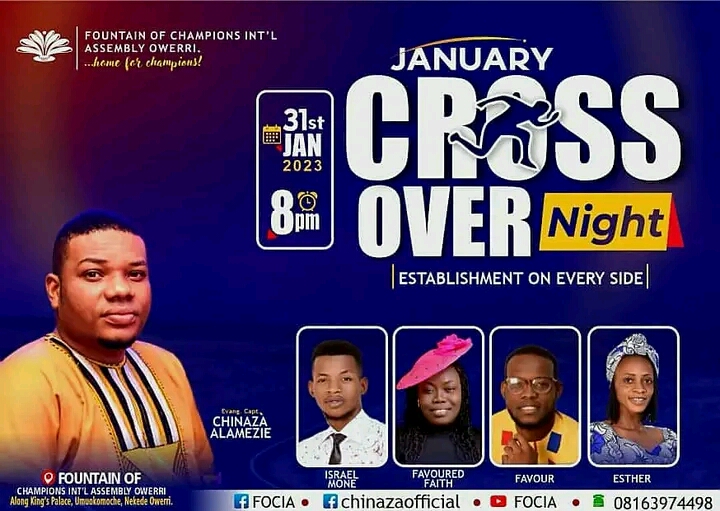 FOUNTAIN OF CHAMPIONS INT'L
ASSEMBLY OWERRI.
...home for champions!
JANUARY
CROSS
OVER Night
ESTABLISHMENT ON EVERY SIDE
31st
JAN
2023
8pm
Evang. Capt.
CHINAZA
ALAMEZIE
ISRAEL
MONE
FAVOURED
FAITH
FAVOUR
ESTHER
FOUNTAIN OF
CHAMPIONS INT'L ASSEMBLY OWERRI
Along King's Palace, Umuokomoche, Nekede Owerri.
FOCIA • chinazaofficial • FOCIA • 08163974498